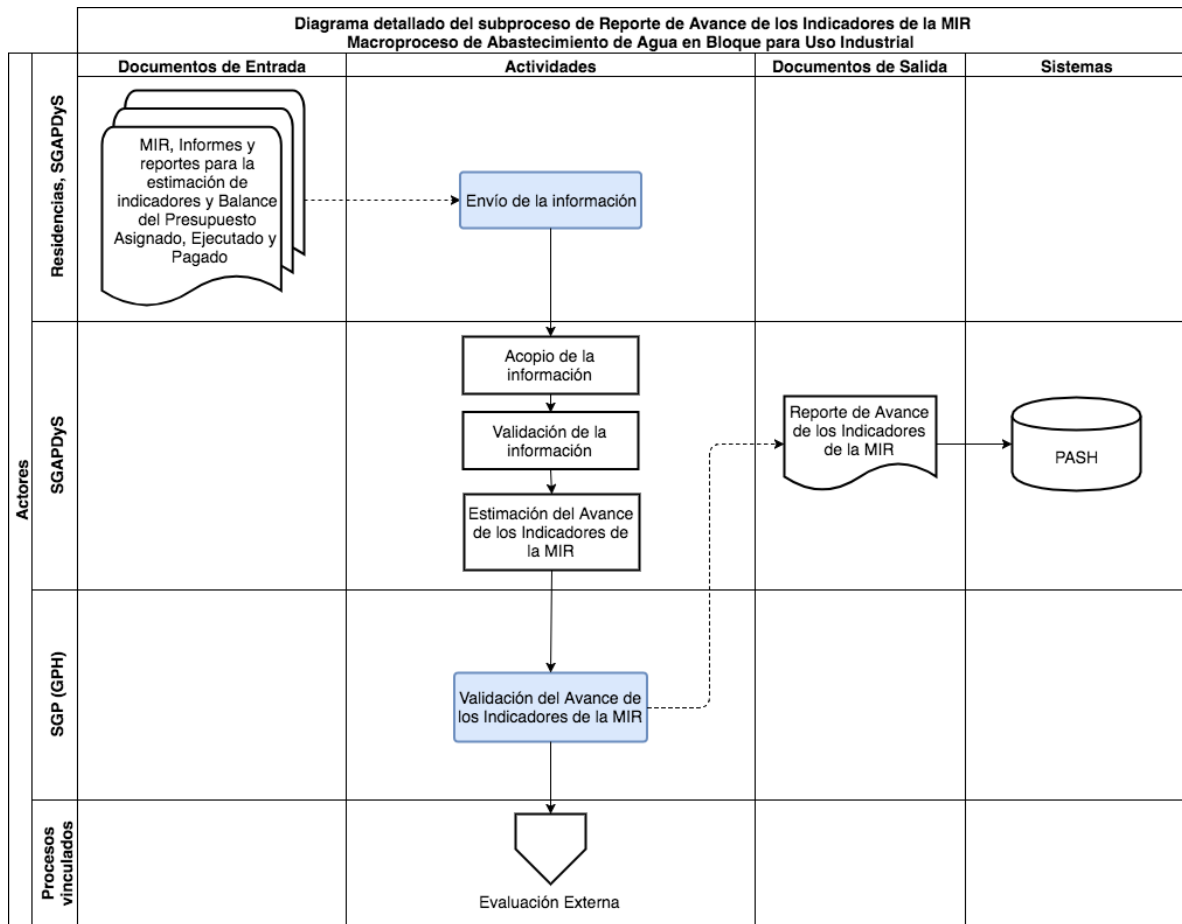 Diagrama detallado del subproceso de Reporte de Avance de los Indicadores de la MIR
Macroproceso de Abastecimiento de Agua en Bloque para Uso Industrial
Documentos de Entrada
Actividades
Documentos de Salida
Sistemas
Actores
Residencias, SGAPDyS
MIR, Informes y
reportes para la
estimación de
indicadores y Balance
del Presupuesto
Asignado, Ejecutado y
Pagado
Envío de la información
SGAPDyS
Acopio de la
información
Validación de la
información
Estimación del Avance
de los Indicadores de
la MIR
Reporte de Avance
de los Indicadores
de la MIR
PASH
SGP (GPH)
Validación del Avance de
los Indicadores de la MIR
Procesos
vinculados
Evaluación Externa